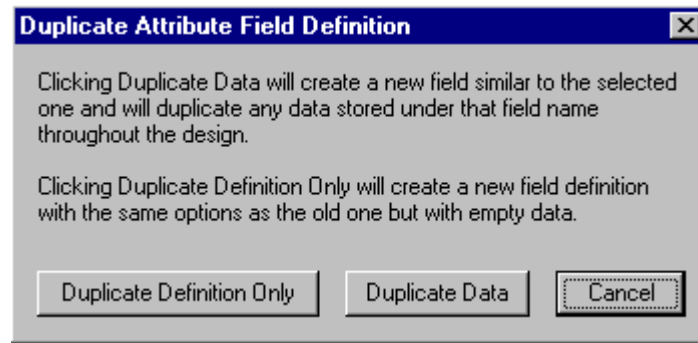 Duplicate Attribute Field Definition
Clicking Duplicate Data will create a new field similar to the selected
one and will duplicate any data stored under that field name
throughout the design.
Clicking Duplicate Definition Only will create a new field definition
with the same options as the old one but with empty data.
Duplicate Definition Only
Duplicate Data
Cancel